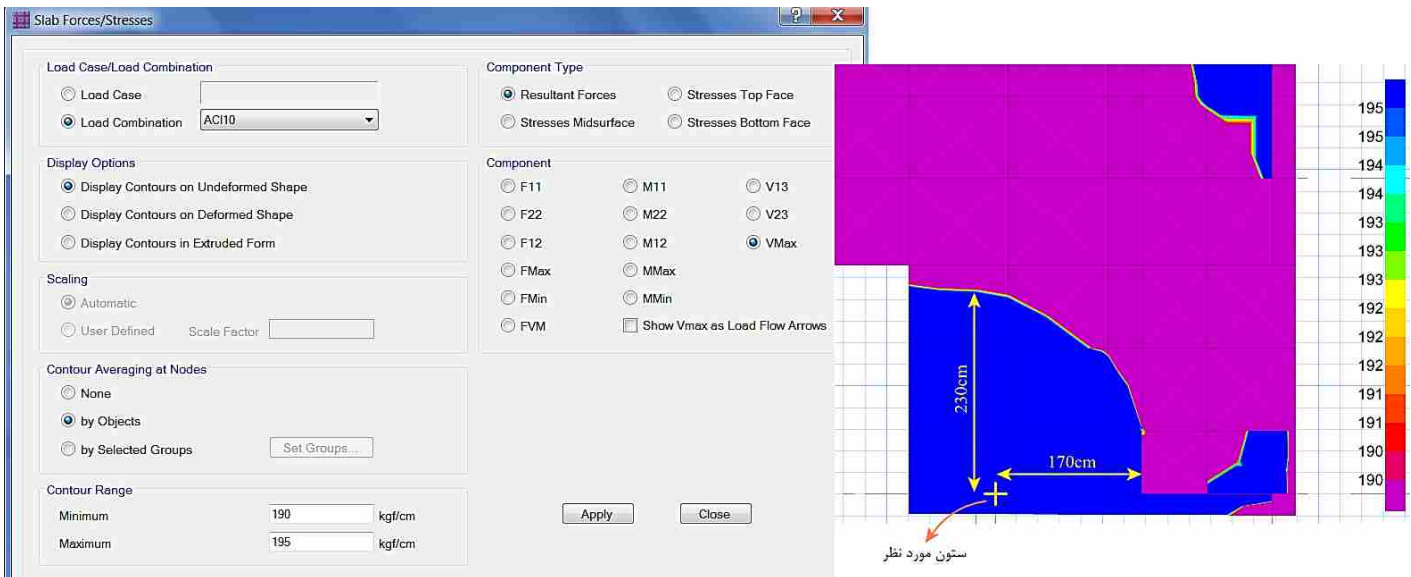 Slab Forces/Stresses
Load Case/Load Combination
Load Case
Load Combination
ACI10
Display Options
Display Contours on Undeformed Shape
Display Contours on Deformed Shape
Display Contours in Extruded Form
Scaling
Automatic
User Defined
Scale Factor
Contour Averaging at Nodes
None
by Objects
by Selected Groups
Set Groups...
Contour Range
Minimum
190
kgf/cm
Maximum
195
kgf/cm
Component Type
Resultant Forces
Stresses Top Face
Stresses Midsurface
Stresses Bottom Face
Component
F11
M11
V13
F22
M22
V23
F12
M12
VMax
FMax
MMax
FMin
MMin
FVM
Show Vmax as Load Flow Arrows
Apply
Close
230cm
170cm
ستون مورد نظر
195
195
194
194
193
193
193
192
192
192
192
191
191
190
190